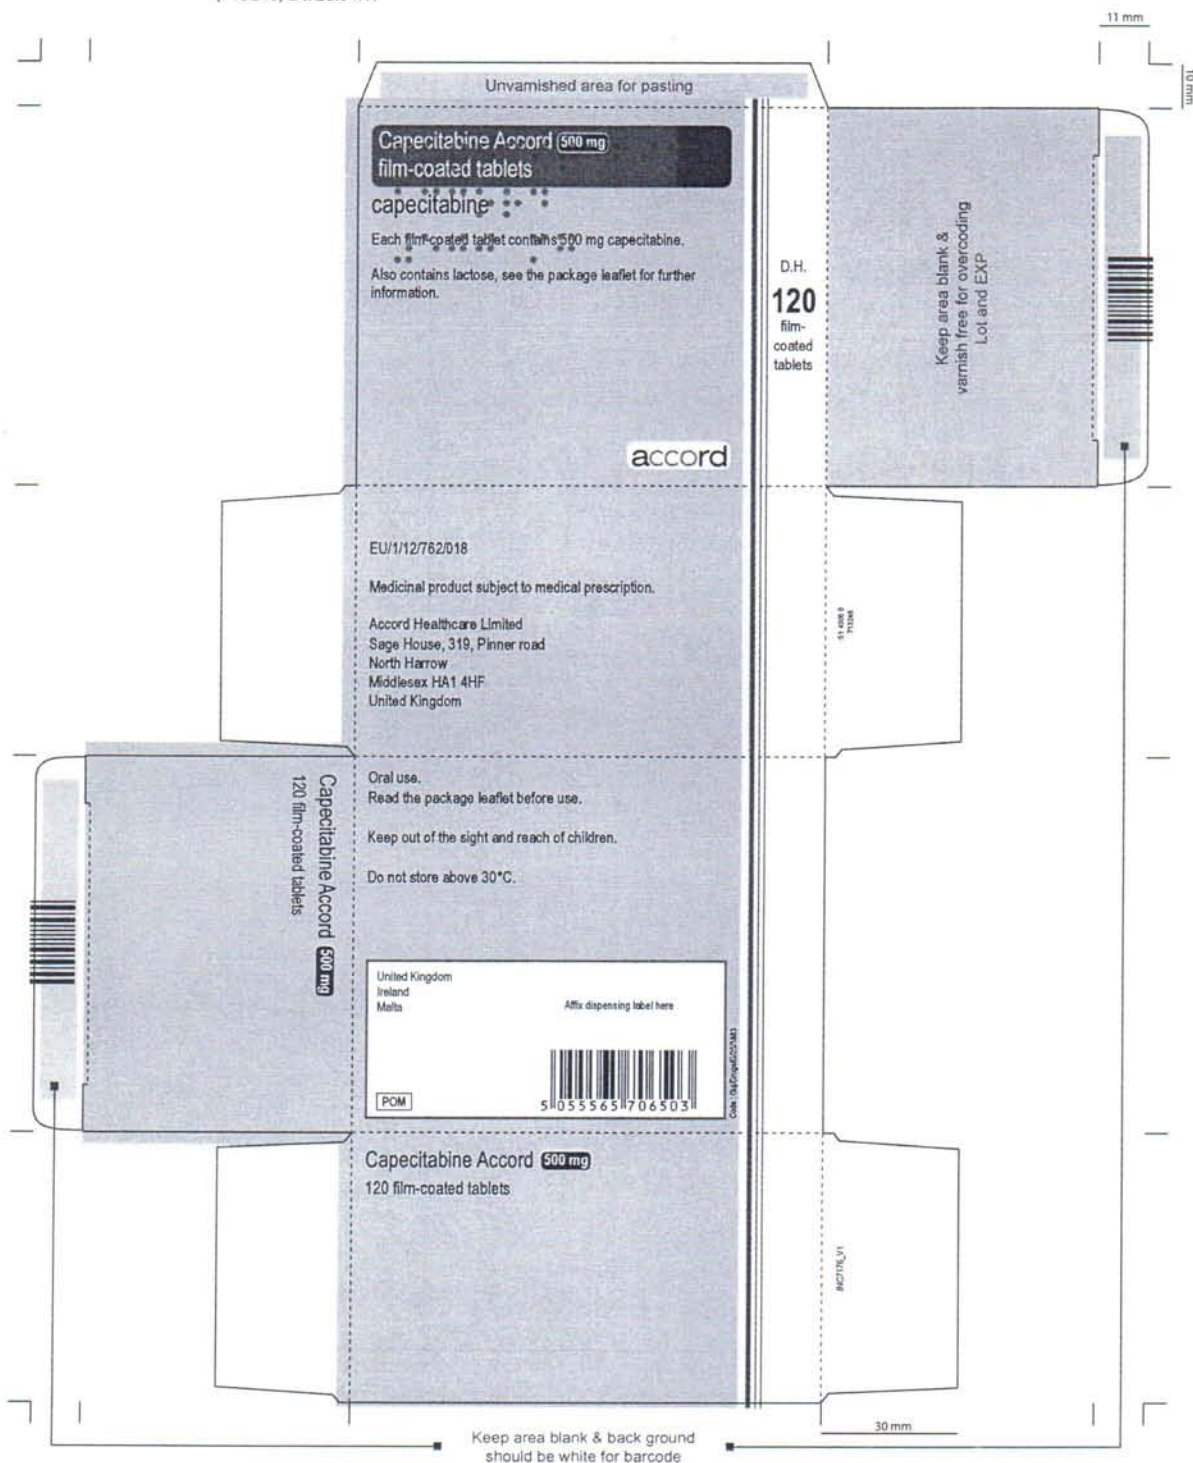 11 mm
10 mm
Unvarnished area for pasting
Capecitabine Accord 500 mg
film-coated tablets
capecitabine
Each film-coated tablet contains 500 mg capecitabine.
Also contains lactose, see the package leaflet for further
information.
accord
D.H.
120
film-
coated
tablets
Keep area blank &
varnish free for overcoding
Lot and EXP
EU/1/12/762/018
Medicinal product subject to medical prescription.
Accord Healthcare Limited
Sage House, 319, Pinner road
North Harrow
Middlesex HA1 4HF
United Kingdom
Capecitabine Accord 500 mg
120 film-coated tablets
Oral use.
Read the package leaflet before use.
Keep out of the sight and reach of children.
Do not store above 30°C.
United Kingdom
Ireland
Malta
Affix dispensing label here
POM
5 055565 706503
Capecitabine Accord 500 mg
120 film-coated tablets
30 mm
Keep area blank & back ground
should be white for barcode